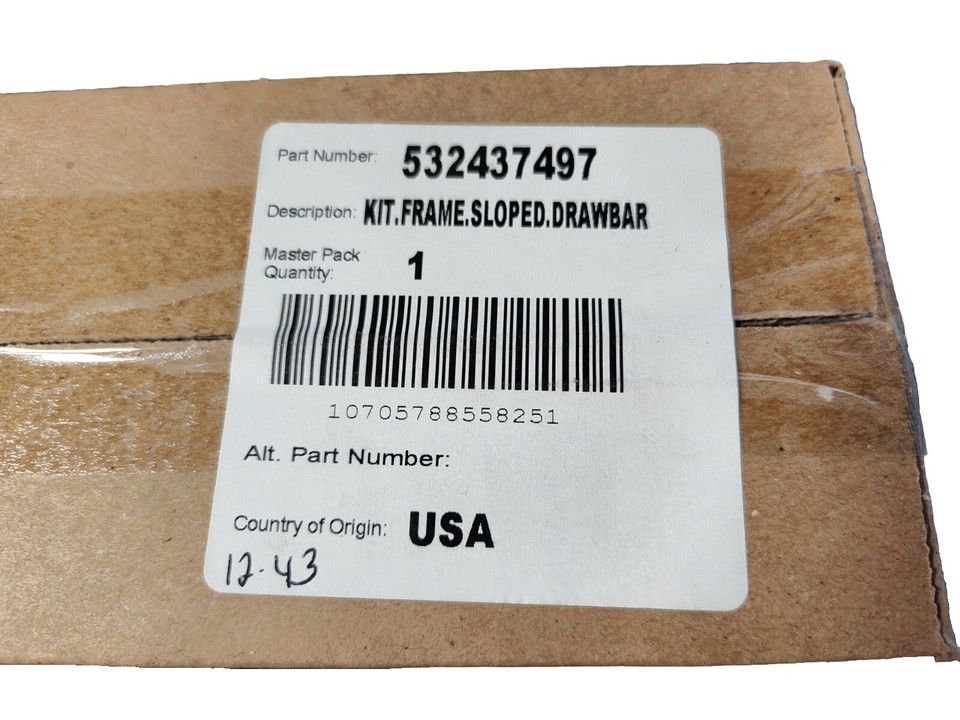 Part Number: 532437497
Description: KIT.FRAME.SLOPED.DRAWBAR
Master Pack
Quantity: 1
10705788558251
Alt. Part Number:
Country of Origin: USA
12.43